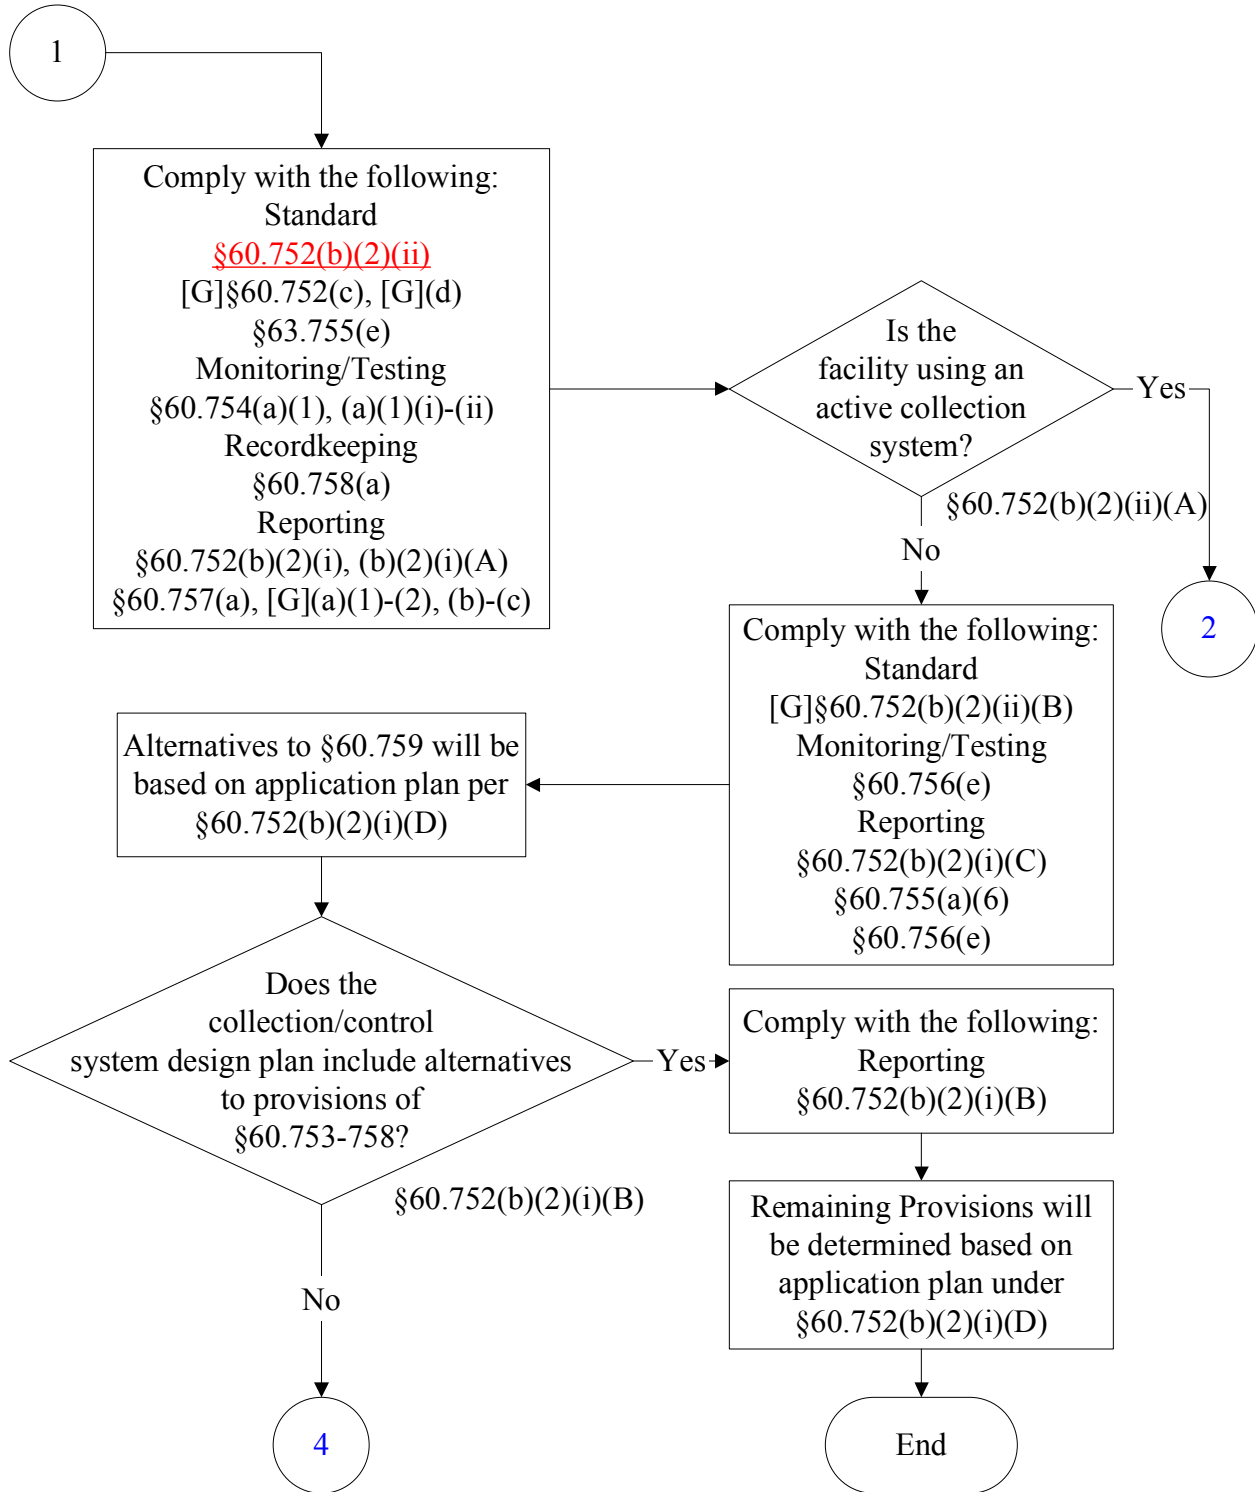 1
Comply with the following:
Standard
§60.752(b)(2)(ii)
[G]§60.752(c), [G](d)
§63.755(e)
Monitoring/Testing
§60.754(a)(1), (a)(1)(i)-(ii)
Recordkeeping
§60.758(a)
Reporting
§60.752(b)(2)(i), (b)(2)(i)(A)
§60.757(a), [G](a)(1)-(2), (b)-(c)
Is the
facility using an
active collection
system?
Yes
§60.752(b)(2)(ii)(A)
No
2
Comply with the following:
Standard
[G]§60.752(b)(2)(ii)(B)
Monitoring/Testing
§60.756(e)
Reporting
§60.752(b)(2)(i)(C)
§60.755(a)(6)
§60.756(e)
Alternatives to §60.759 will be
based on application plan per
§60.752(b)(2)(i)(D)
Does the
collection/control
system design plan include alternatives
to provisions of
§60.753-758?
Yes
§60.752(b)(2)(i)(B)
No
4
Comply with the following:
Reporting
§60.752(b)(2)(i)(B)
Remaining Provisions will
be determined based on
application plan under
§60.752(b)(2)(i)(D)
End